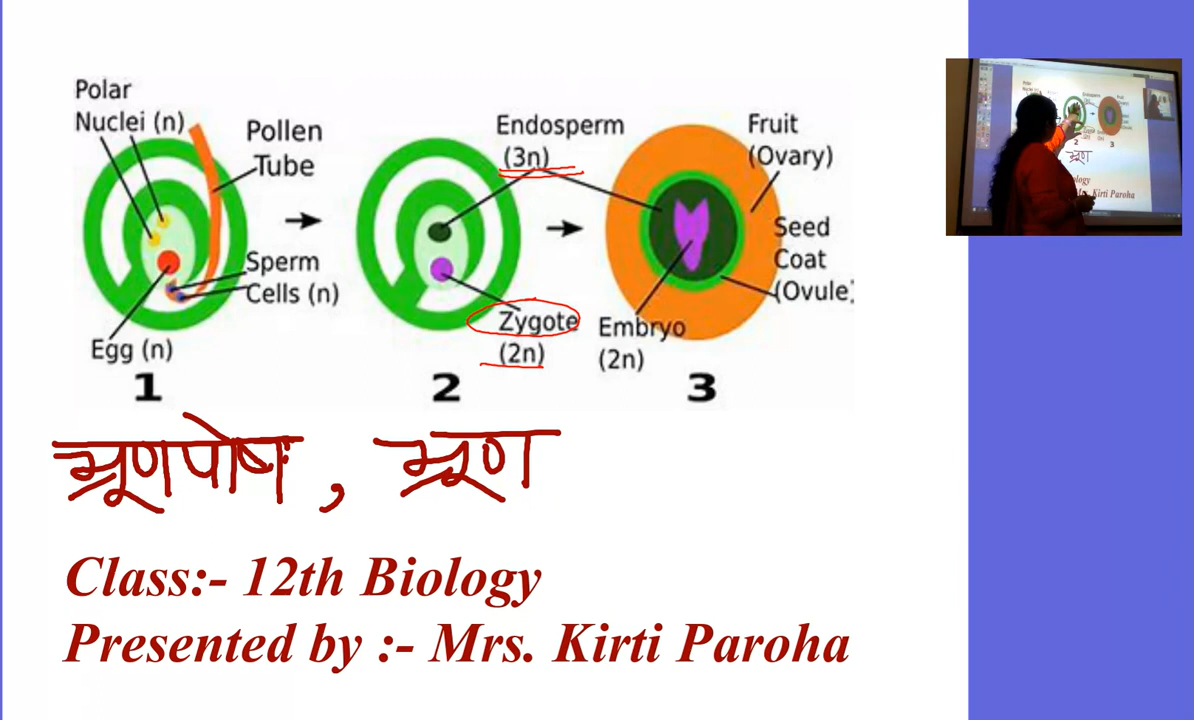 Polar
Nuclei (n)
Pollen
Tube
Sperm
Cells (n)
Egg (n)
1
Endosperm
(3n)
Zygote
(2n)
2
Fruit
(Ovary)
Seed
Coat
(Ovule)
Embryo
(2n)
3
भ्रूणपोष , भ्रूण
Class:- 12th Biology
Presented by :- Mrs. Kirti Paroha